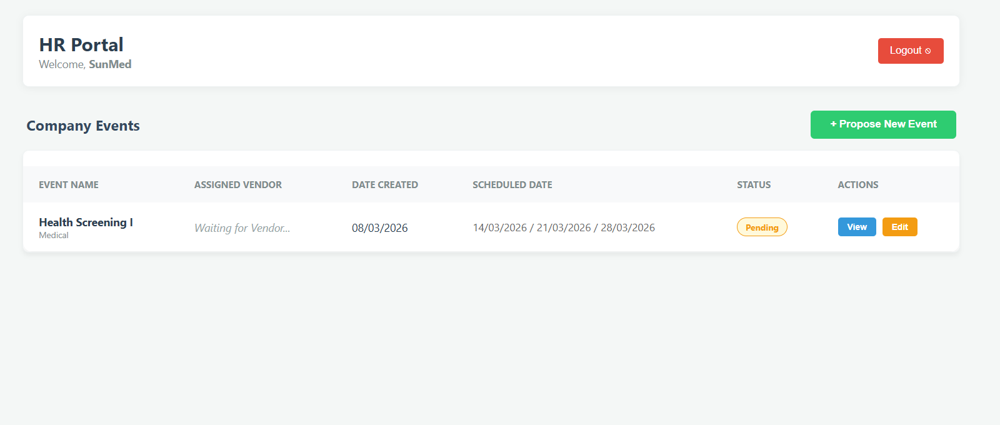 HR Portal
Welcome, SunMed
Logout
Company Events
+ Propose New Event
EVENT NAME ASSIGNED VENDOR DATE CREATED SCHEDULED DATE STATUS ACTIONS
Health Screening I
Medical
Waiting for Vendor...
08/03/2026
14/03/2026 / 21/03/2026 / 28/03/2026
Pending
View
Edit